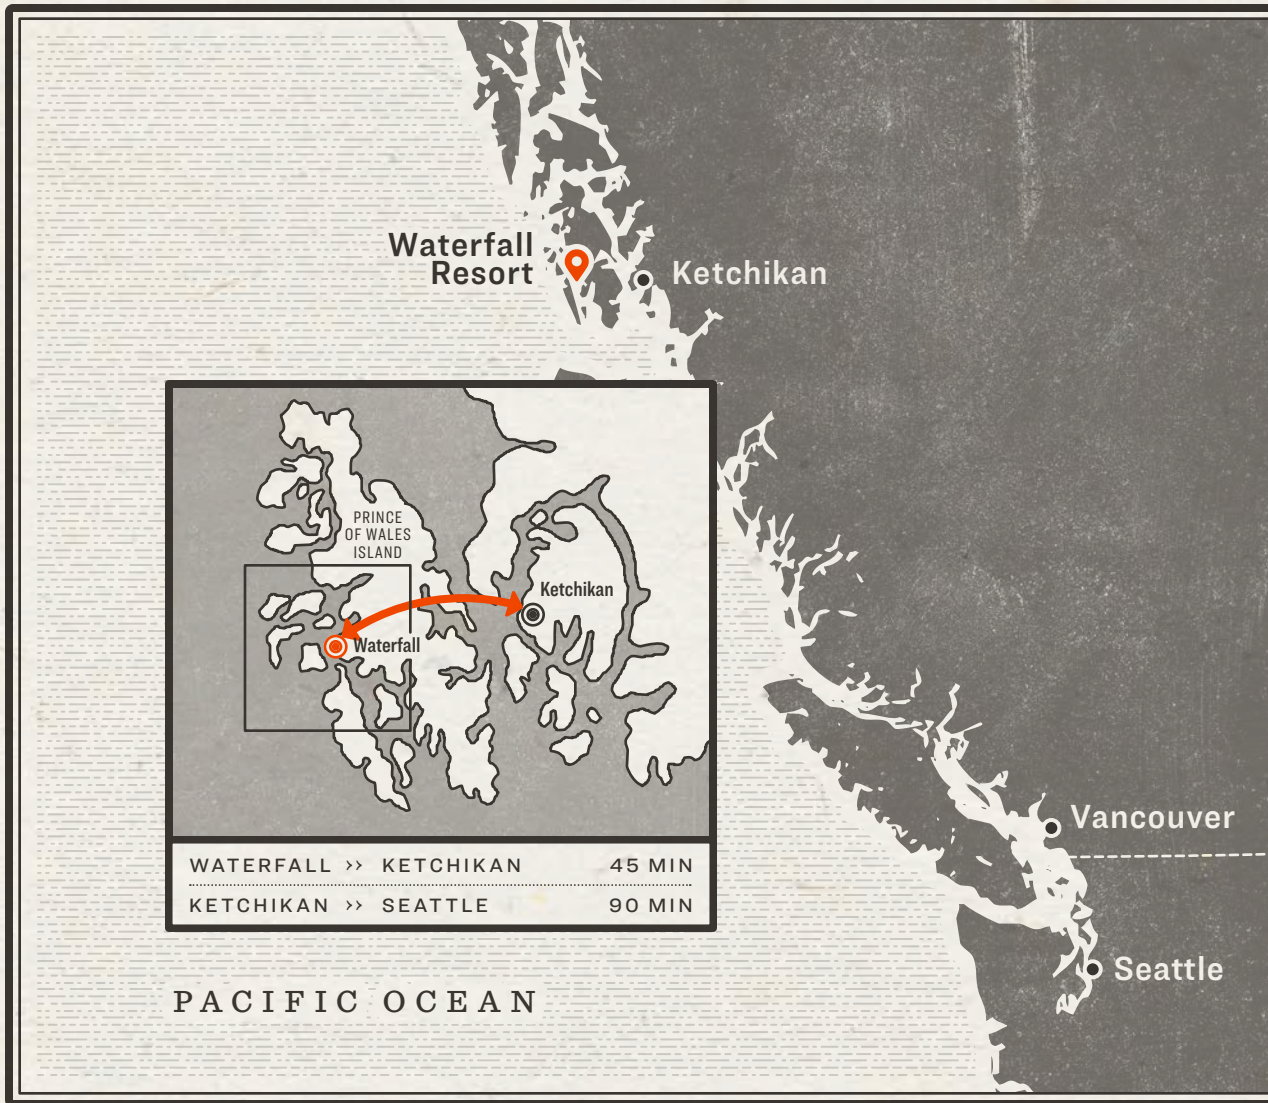 Waterfall
Resort
Ketchikan
PRINCE
OF WALES
ISLAND
Ketchikan
Waterfall
WATERFALL ›› KETCHIKAN 45 MIN
KETCHIKAN ›› SEATTLE 90 MIN
Vancouver
Seattle
PACIFIC OCEAN